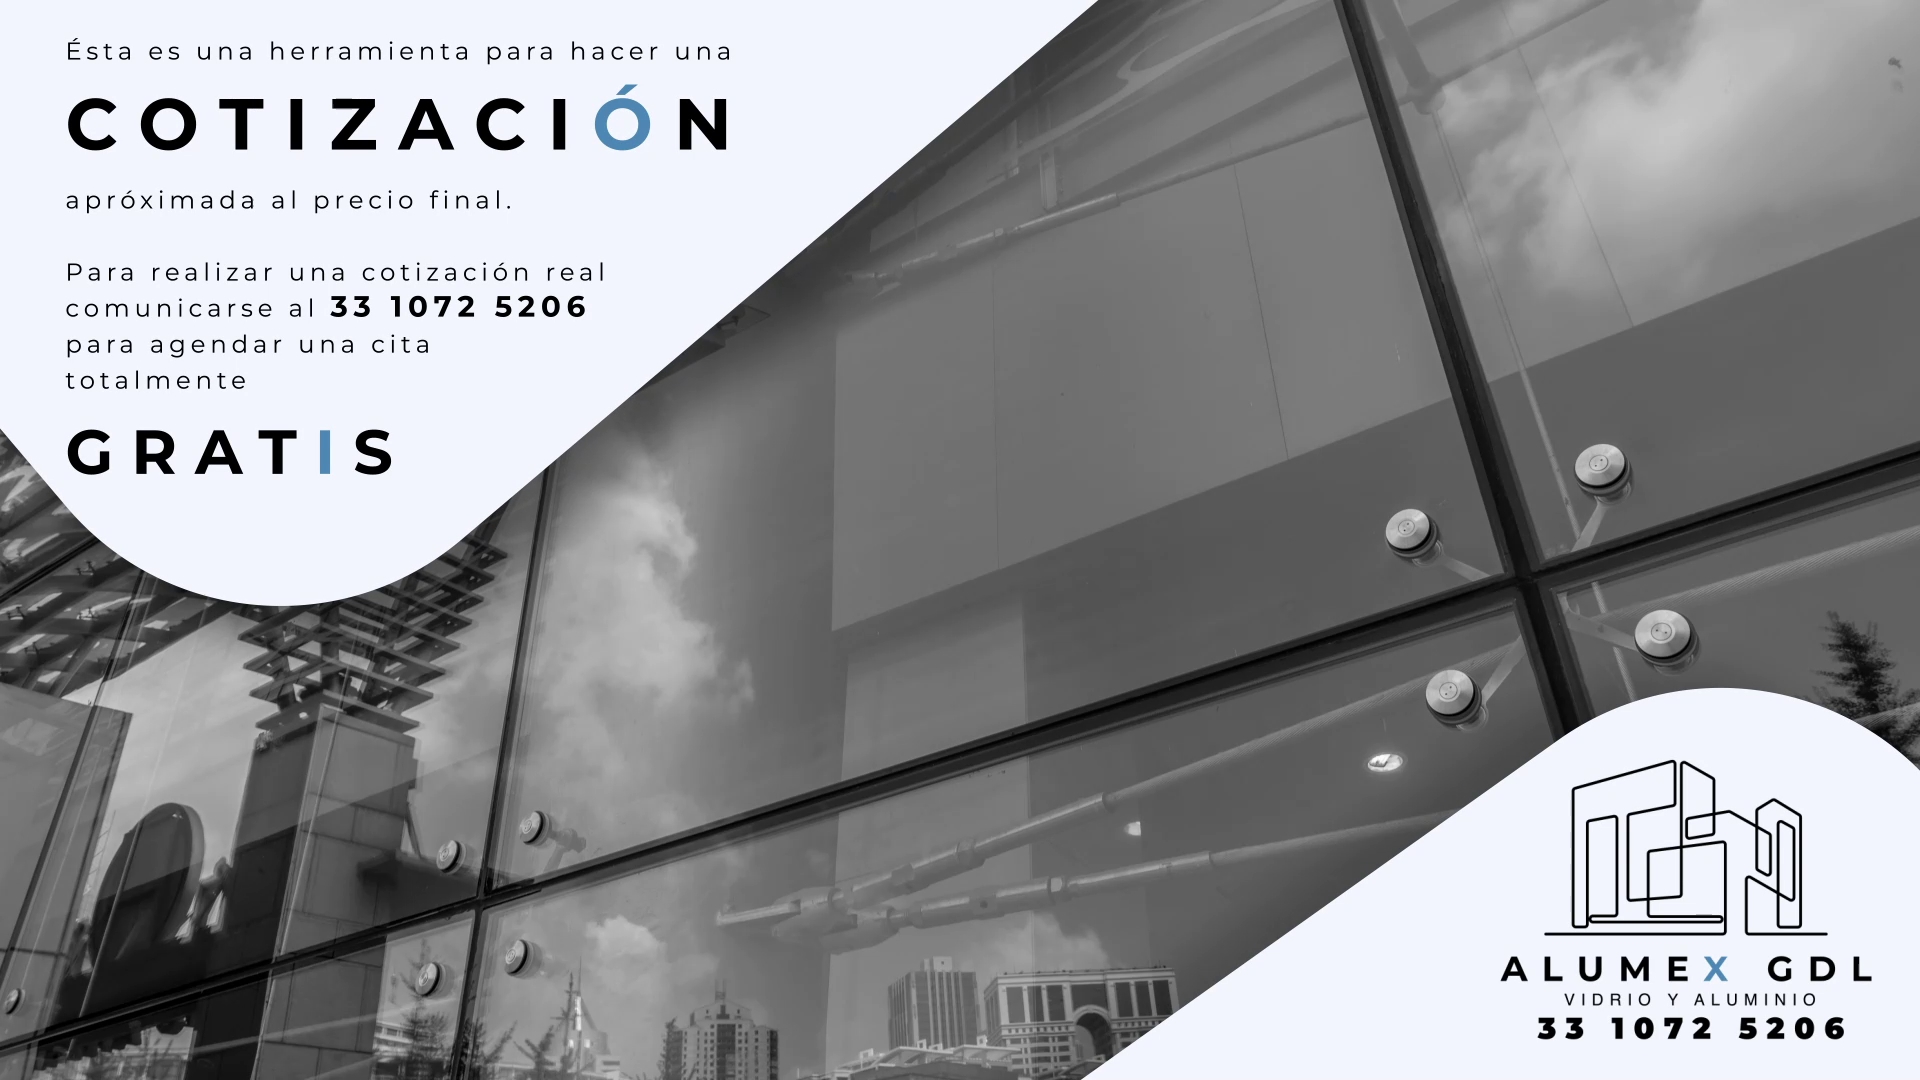 Ésta es una herramienta para hacer una
COTIZACIÓN
apróximada al precio final.
Para realizar una cotización real
comunicarse al 33 1072 5206
para agendar una cita
totalmente
GRATIS
ALUMEX GDL
VIDRIO Y ALUMINIO
33 1072 5206